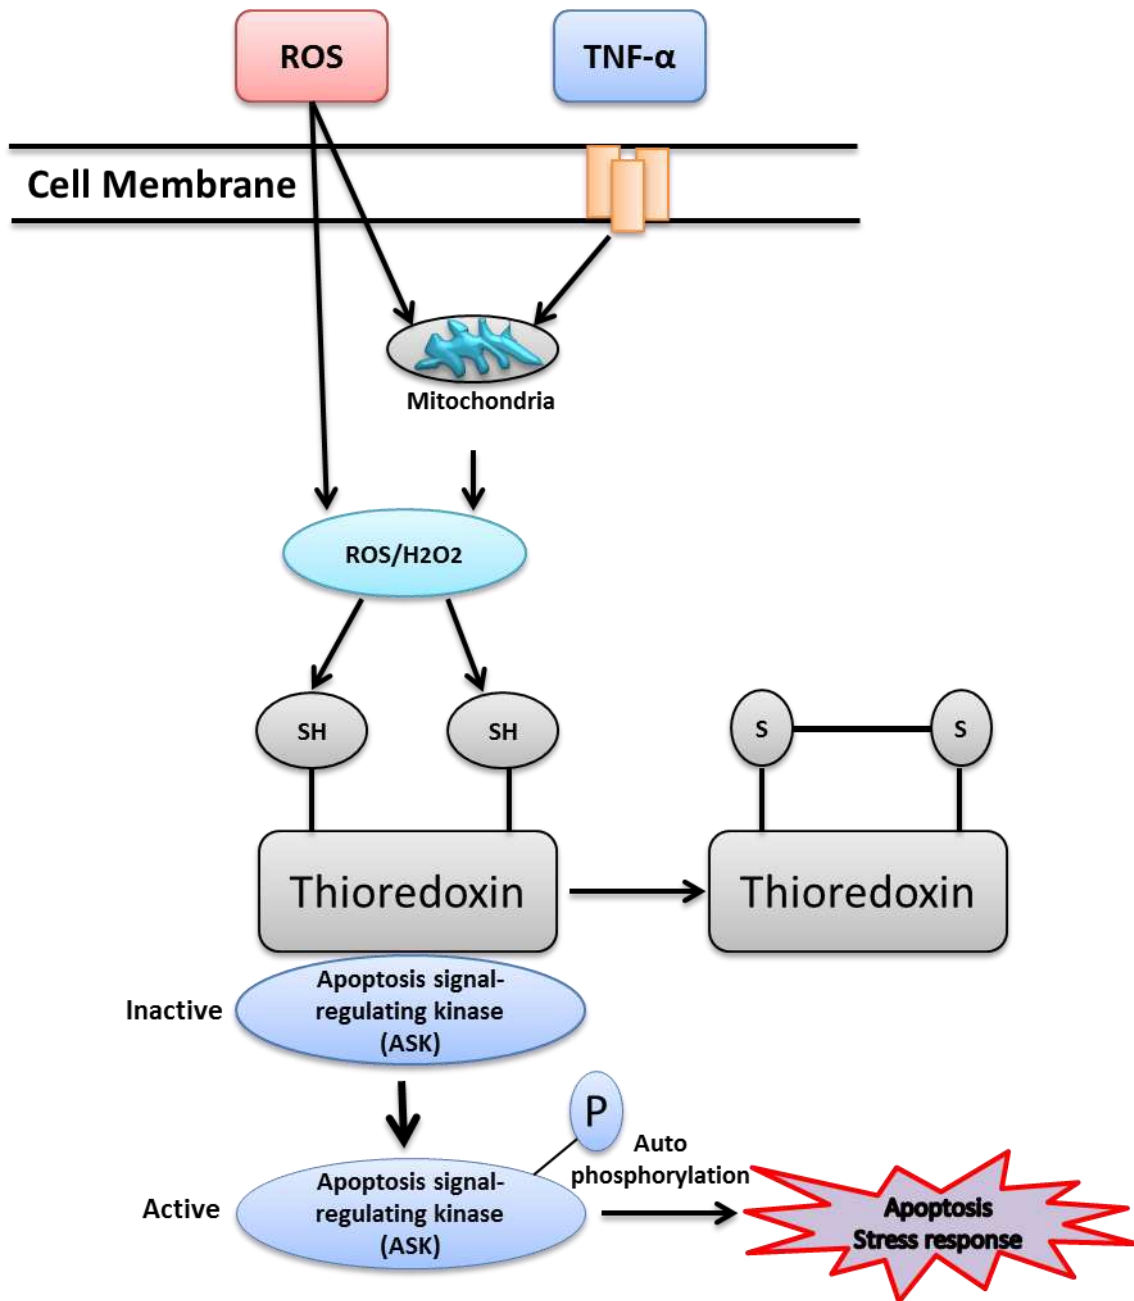 ROS
TNF-α
Cell Membrane
Mitochondria
ROS/H2O2
SH
SH
S
S
Thioredoxin
Thioredoxin
Inactive
Apoptosis signal-
regulating kinase
(ASK)
P
Auto
phosphorylation
Active
Apoptosis signal-
regulating kinase
(ASK)
Apoptosis
Stress response